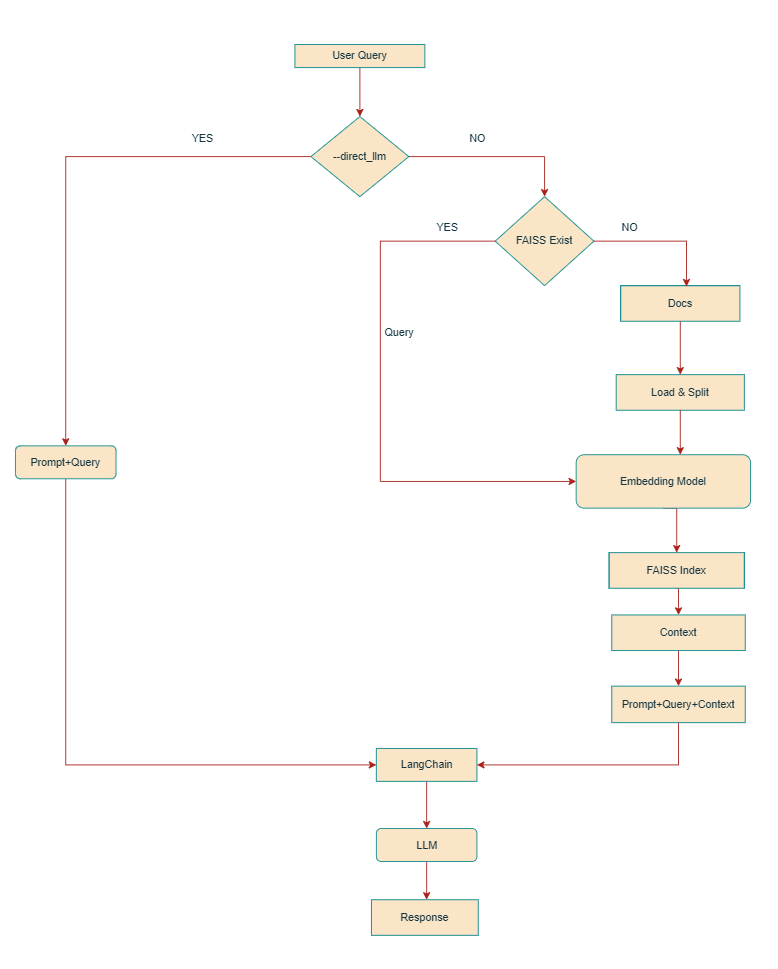 User Query
YES
NO
--direct_llm
YES
NO
FAISS Exist
Docs
Query
Load & Split
Prompt+Query
Embedding Model
FAISS Index
Context
Prompt+Query+Context
LangChain
LLM
Response